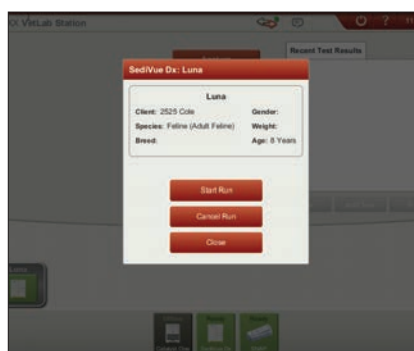 VetLab Station
Recent Test Results
SediVue Dx: Luna
Luna
Client: 2525 Cole
Gender:
Species: Feline (Adult Feline)
Weight:
Breed:
Age: 8 Years
Start Run
Cancel Run
Close